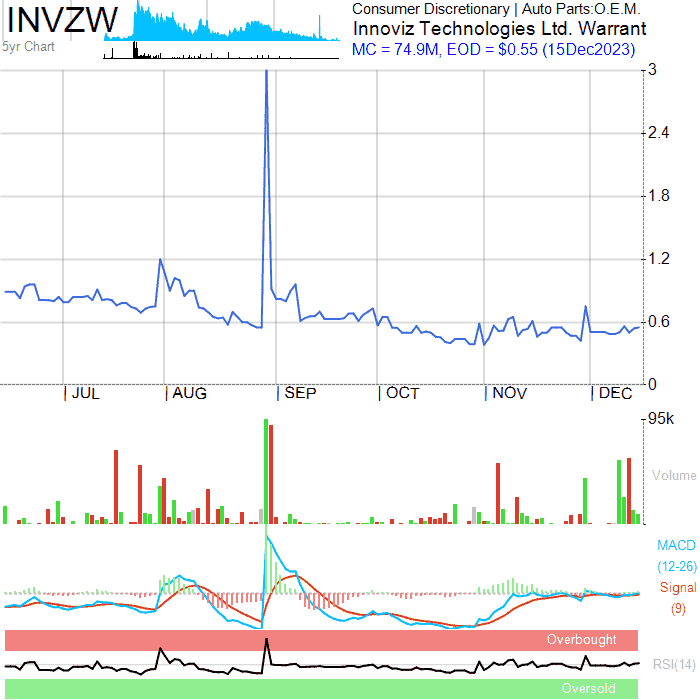 INVZW
5yr Chart
Consumer Discretionary | Auto Parts:O.E.M.
Innoviz Technologies Ltd. Warrant
MC = 74.9M, EOD = $0.55 (15Dec2023)
3
2.4
1.8
1.2
0.6
0
JUL
AUG
SEP
OCT
NOV
DEC
95k
Volume
MACD
(12-26)
Signal
(9)
Overbought
RSI(14)
Oversold